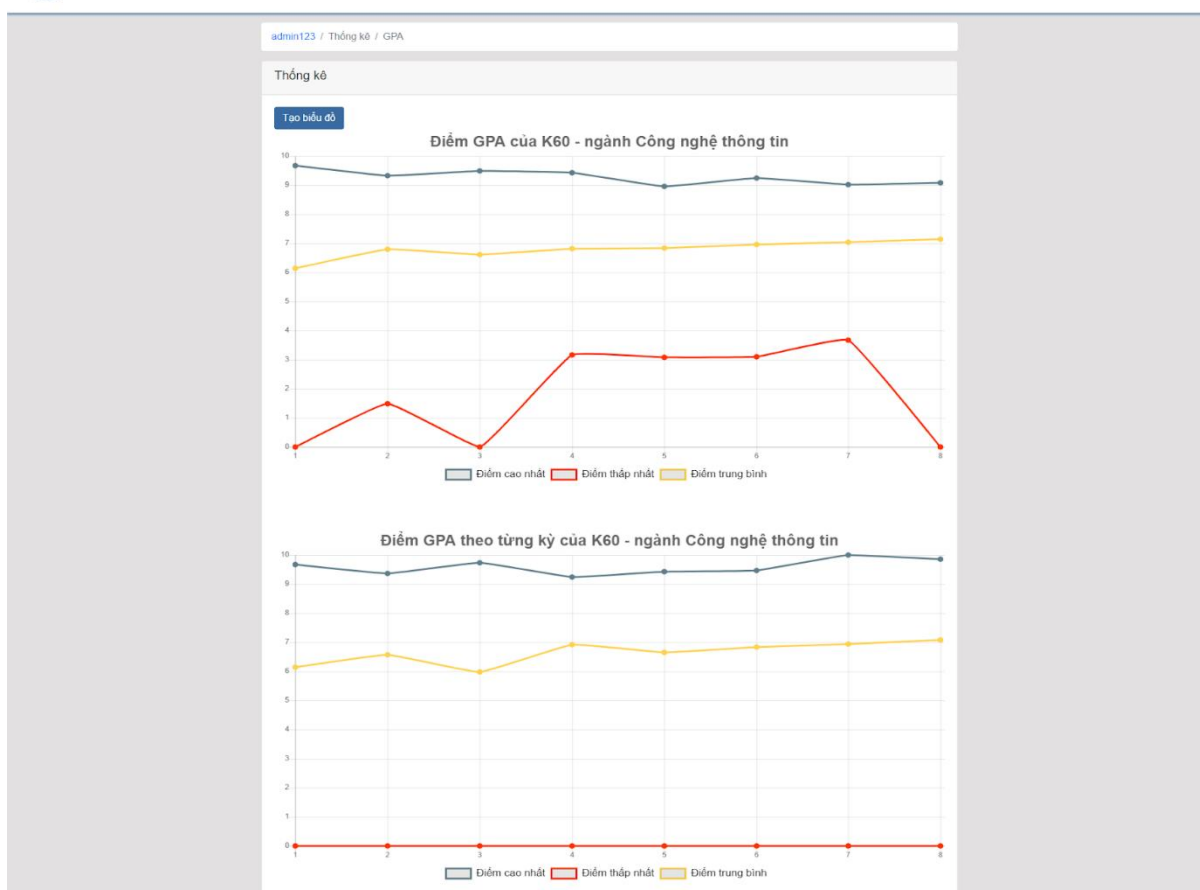 admin123 / Thống kê / GPA
Thống kê
Tạo biểu đồ
Điểm GPA của K60 - ngành Công nghệ thông tin
10
9
8
7
6
5
4
3
2
1
0
1 2 3 4 5 6 7 8
Điểm cao nhất Điểm thấp nhất Điểm trung bình
Điểm GPA theo từng kỳ của K60 - ngành Công nghệ thông tin
10
9
8
7
6
5
4
3
2
1
0
1 2 3 4 5 6 7 8
Điểm cao nhất Điểm thấp nhất Điểm trung bình